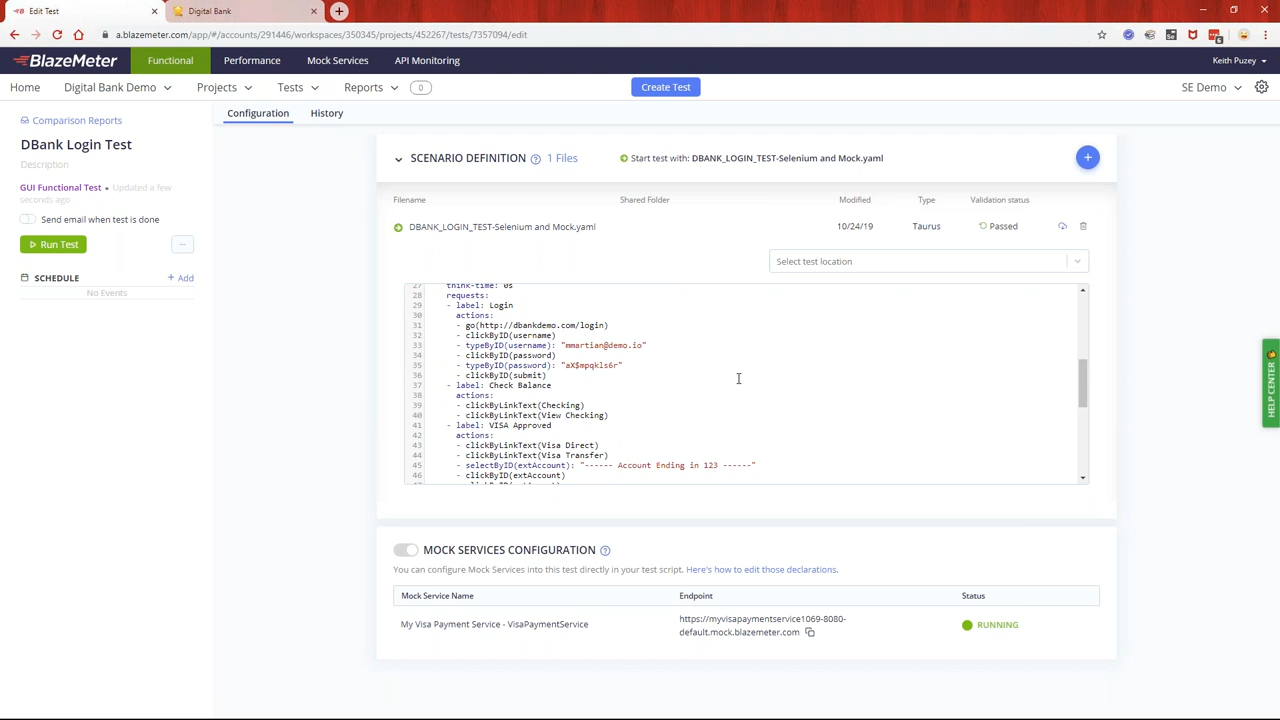 Edit Test
Digital Bank
a.blazemeter.com/app/#/accounts/291446/workspaces/350345/projects/452267/tests/7357094/edit
BlazeMeter
Functional
Performance
Mock Services
API Monitoring
Keith Puzey
Home
Digital Bank Demo
Projects
Tests
Reports
0
Create Test
SE Demo
Comparison Reports
Configuration
History
DBank Login Test
Description
GUI Functional Test • Updated a few
seconds ago
Send email when test is done
Run Test
...
SCHEDULE
+ Add
No Events
SCENARIO DEFINITION
1 Files
Start test with: DBANK_LOGIN_TEST-Selenium and Mock.yaml
Filename
Shared Folder
Modified
Type
Validation status
DBANK_LOGIN_TEST-Selenium and Mock.yaml
10/24/19
Taurus
Passed
Select test location
27 think-time: 0s
28 requests:
29 - label: Login
30 actions:
31 - go(http://dbankdemo.com/login)
32 - clickByID(username)
33 - typeByID(username): "mmartian@demo.io"
34 - clickByID(password)
35 - typeByID(password): "aX$mpqkls6r"
36 - clickByID(submit)
37 - label: Check Balance
38 actions:
39 - clickByLinkText(Checking)
40 - clickByLinkText(View Checking)
41 - label: VISA Approved
42 actions:
43 - clickByLinkText(Visa Direct)
44 - clickByLinkText(Visa Transfer)
45 - selectByID(extAccount): "------ Account Ending in 123 ------"
46 - clickByID(extAccount)
MOCK SERVICES CONFIGURATION
You can configure Mock Services into this test directly in your test script. Here's how to edit those declarations.
Mock Service Name
Endpoint
Status
My Visa Payment Service - VisaPaymentService
https://myvisapaymentservice1069-8080-
default.mock.blazemeter.com
RUNNING
HELP CENTER